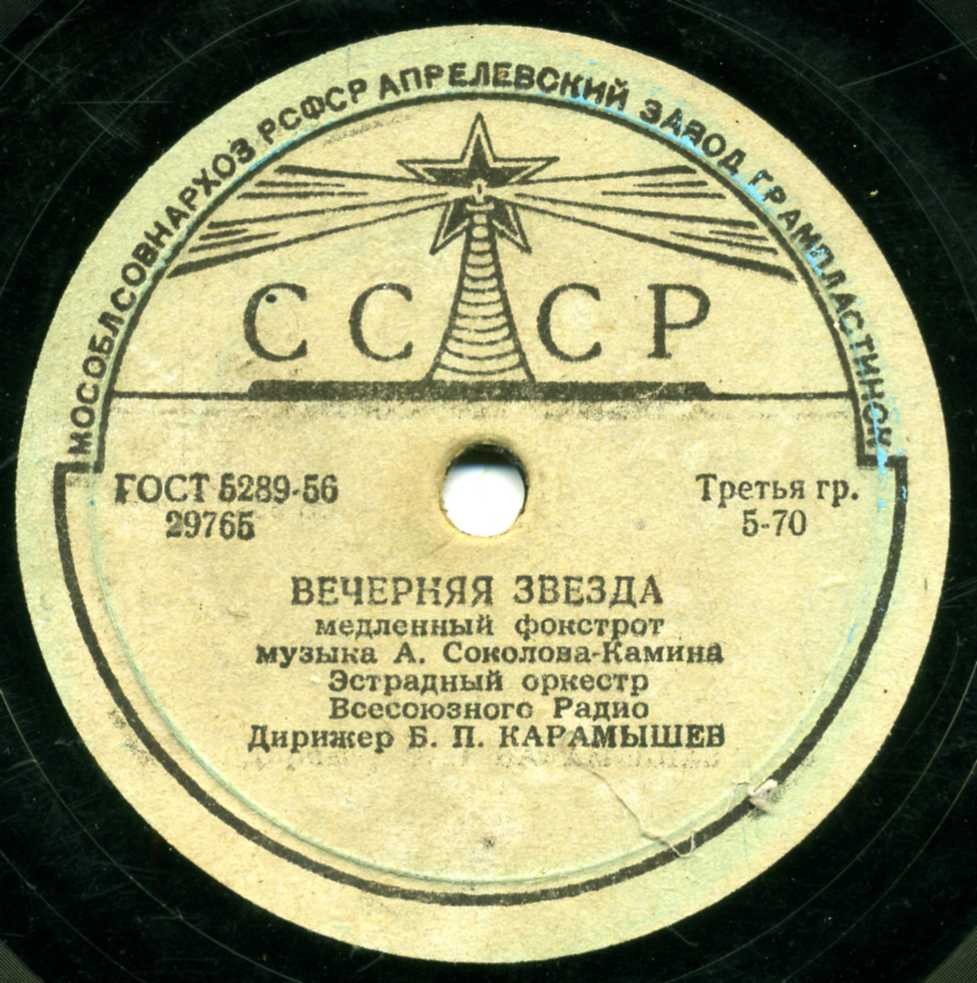 МОСОБЛСОВНАРХОЗ РСФСР АПРЕЛЕВСКИЙ ЗАВОД ГРАМПЛАСТИНОК
СССР
ГОСТ 5289-56
29765
Третья гр.
5-70
ВЕЧЕРНЯЯ ЗВЕЗДА
медленный фокстрот
музыка А. Соколова-Камина
Эстрадный оркестр
Всесоюзного Радио
Дирижер Б. П. КАРАМЫШЕВ